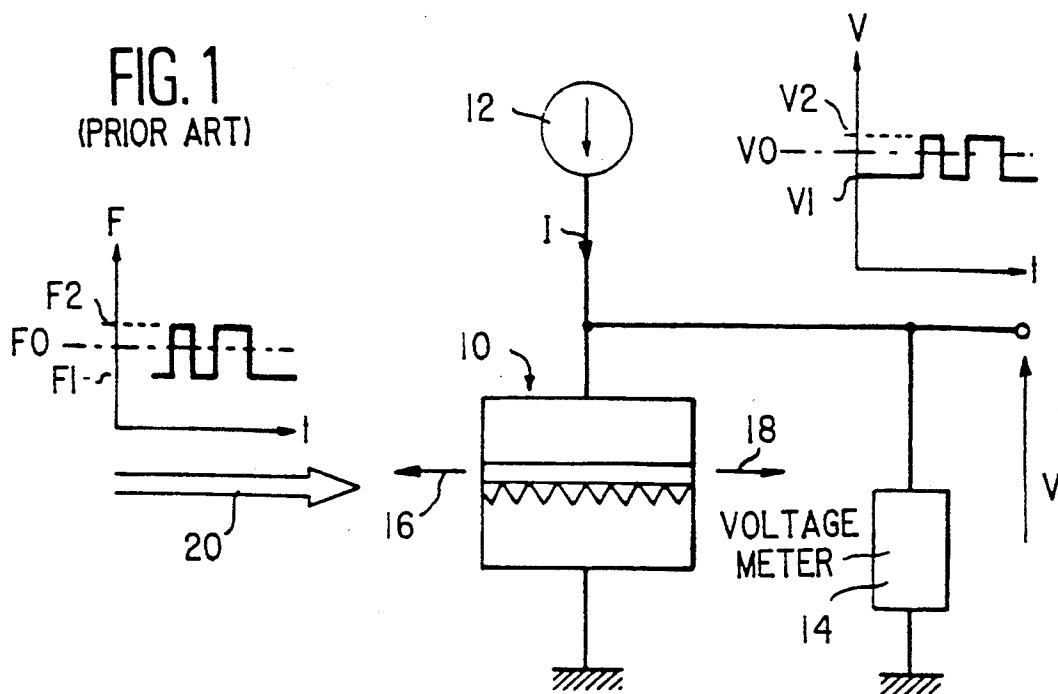 FIG. 1
(PRIOR ART)
12
V
V2
V0
V1
t
I
F
F2
F0
F1
t
10
16
18
20
VOLTAGE
METER
14
V